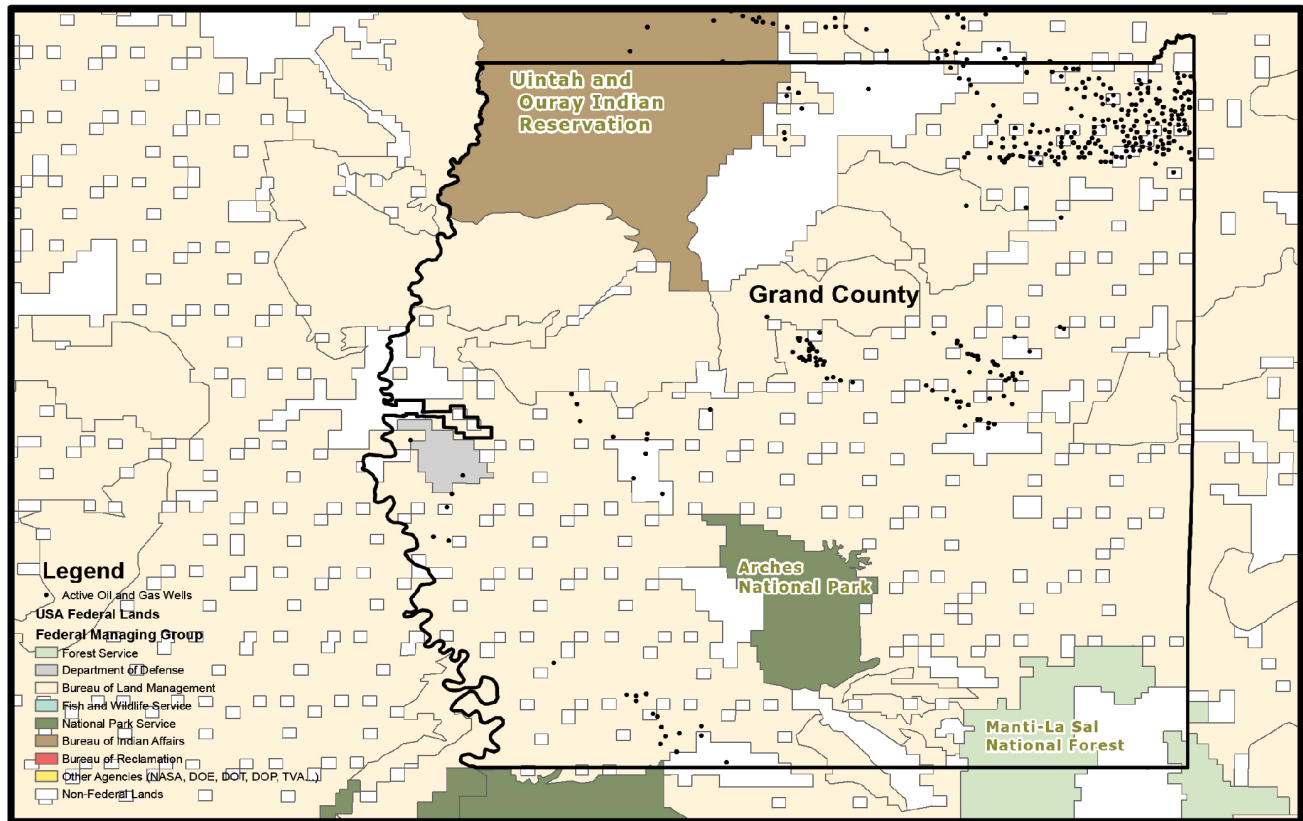 Uintah and
Ouray Indian
Reservation
Grand County
Arches
National Park
Manti-La Sal
National Forest
Legend
Active Oil and Gas Wells
USA Federal Lands
Federal Managing Group
Forest Service
Department of Defense
Bureau of Land Management
Fish and Wildlife Service
National Park Service
Bureau of Indian Affairs
Bureau of Reclamation
Other Agencies (NASA, DOE, DOT, DOP, TVA...)
Non-Federal Lands